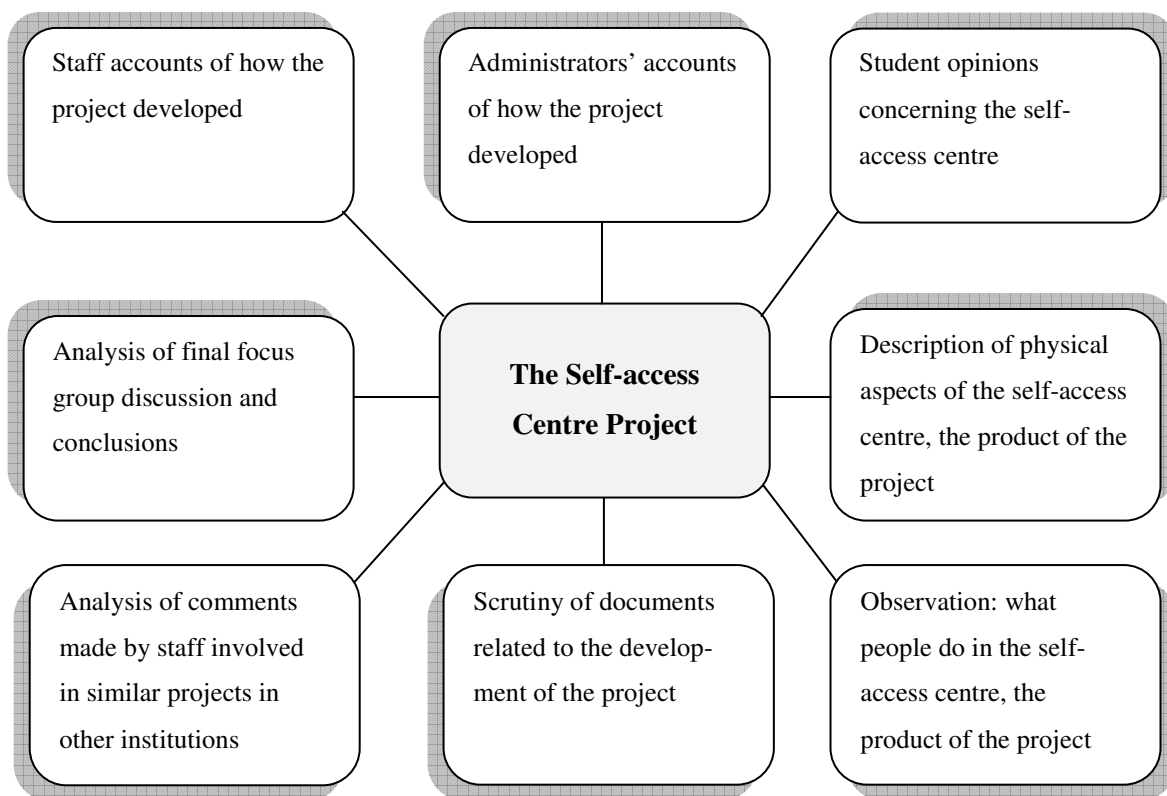 Staff accounts of how the
project developed
Administrators’ accounts
of how the project
developed
Student opinions
concerning the self-
access centre
Analysis of final focus
group discussion and
conclusions
The Self-access
Centre Project
Description of physical
aspects of the self-access
centre, the product of the
project
Analysis of comments
made by staff involved
in similar projects in
other institutions
Scrutiny of documents
related to the develop-
ment of the project
Observation: what
people do in the self-
access centre, the
product of the project